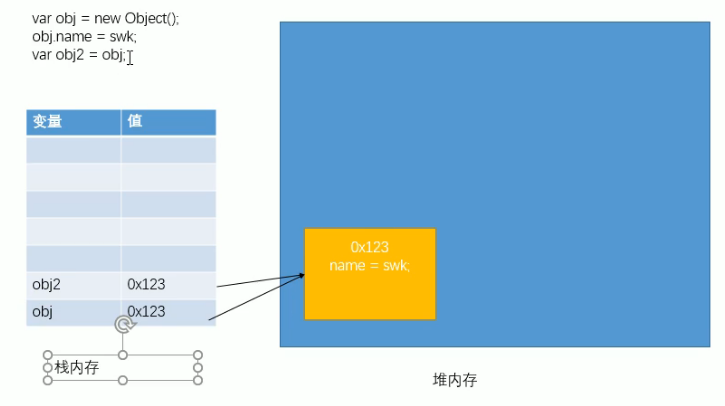 var obj = new Object();
obj.name = swk;
var obj2 = obj;
变量 值
obj2 0x123
obj 0x123
栈内存
0x123
name = swk;
堆内存